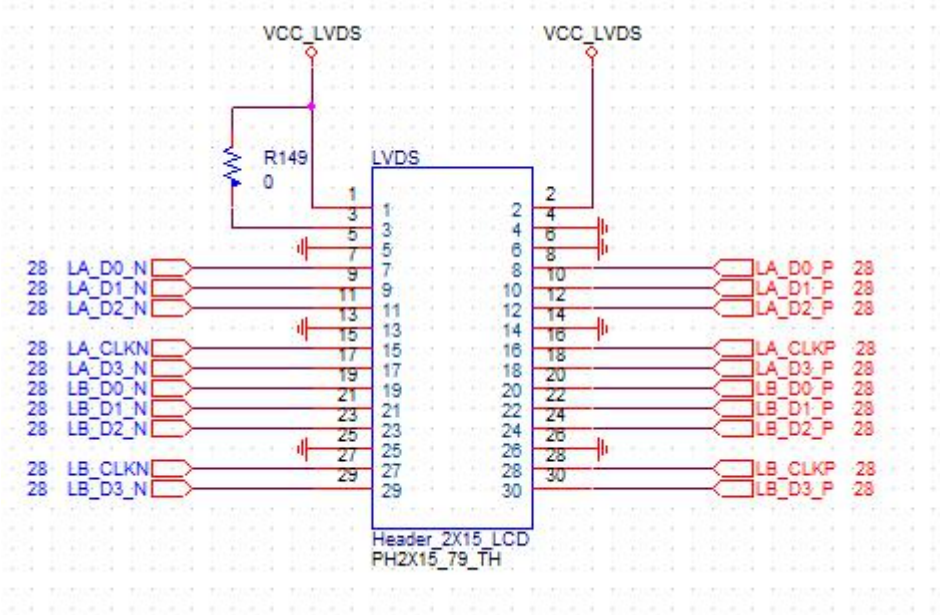 VCC_LVDS VCC_LVDS
R149
0
LVDS
1 1 2 2
3 3 4 4
5 5 6 6
28 LA_D0_N 7 7 8 8 LA_D0_P 28
28 LA_D1_N 9 9 10 10 LA_D1_P 28
28 LA_D2_N 11 11 12 12 LA_D2_P 28
13 13 14 14
28 LA_CLKN 15 15 16 16 LA_CLKP 28
28 LA_D3_N 17 17 18 18 LA_D3_P 28
28 LB_D0_N 19 19 20 20 LB_D0_P 28
28 LB_D1_N 21 21 22 22 LB_D1_P 28
28 LB_D2_N 23 23 24 24 LB_D2_P 28
25 25 26 26
28 LB_CLKN 27 27 28 28 LB_CLKP 28
28 LB_D3_N 29 29 30 30 LB_D3_P 28
Header_2X15_LCD
PH2X15_79_TH